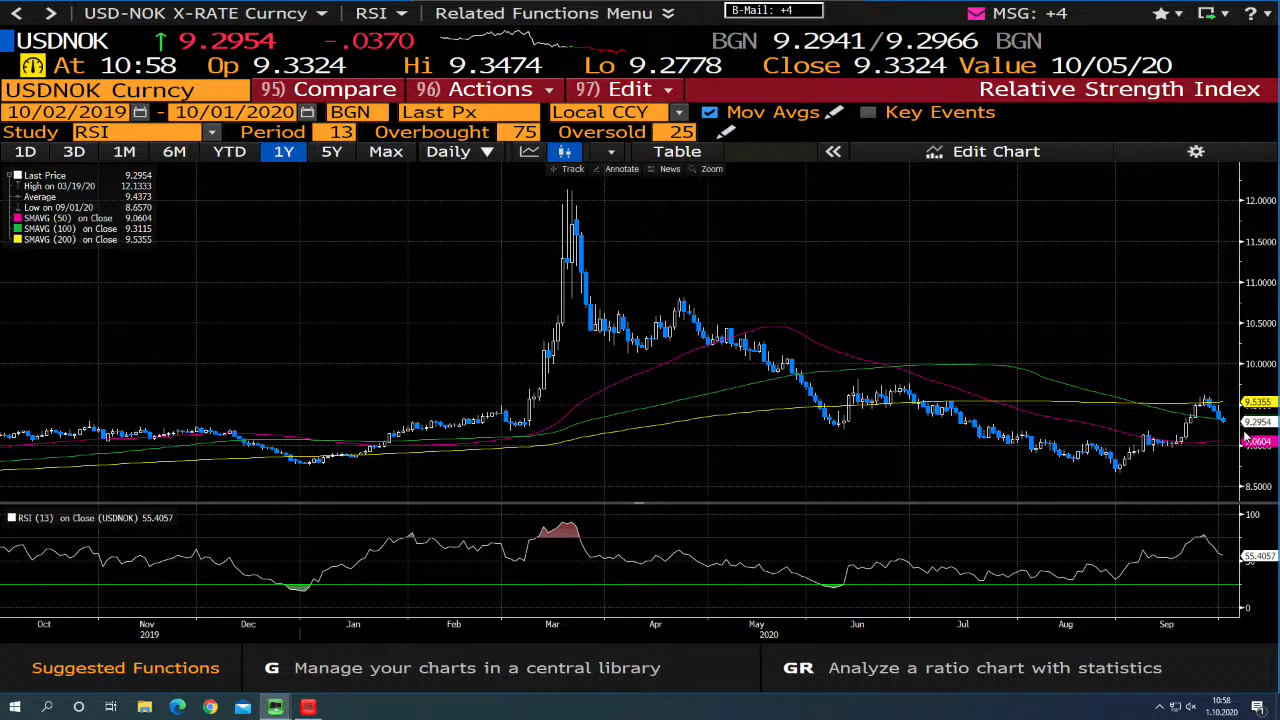 USD-NOK X-RATE Curncy RSI Related Functions Menu B-Mail: +4 MSG: +4
USDNOK 9.2954 -.0370 BGN 9.2941/9.2966 BGN
At 10:58 Op 9.3324 Hi 9.3474 Lo 9.2778 Close 9.3324 Value 10/05/20
USDNOK Curncy 95) Compare 96) Actions 97) Edit Relative Strength Index
10/02/2019 - 10/01/2020 BGN Last Px Local CCY Mov Avgs Key Events
Study RSI Period 13 Overbought 75 Oversold 25
1D 3D 1M 6M YTD 1Y 5Y Max Daily Table Edit Chart
Track Annotate News Zoom
Last Price 9.2954
High on 03/19/20 12.1333
Average 9.4373
Low on 09/01/20 8.6570
SMAVG (50) on Close 9.0604
SMAVG (100) on Close 9.3115
SMAVG (200) on Close 9.5355
12.0000
11.5000
11.0000
10.5000
10.0000
9.5355
9.2954
9.0604
8.5000
RSI (13) on Close (USDNOK) 55.4057
100
55.4057
0
Oct Nov Dec Jan Feb Mar Apr May Jun Jul Aug Sep
2019 2020
Suggested Functions G Manage your charts in a central library GR Analyze a ratio chart with statistics
10:58
1.10.2020